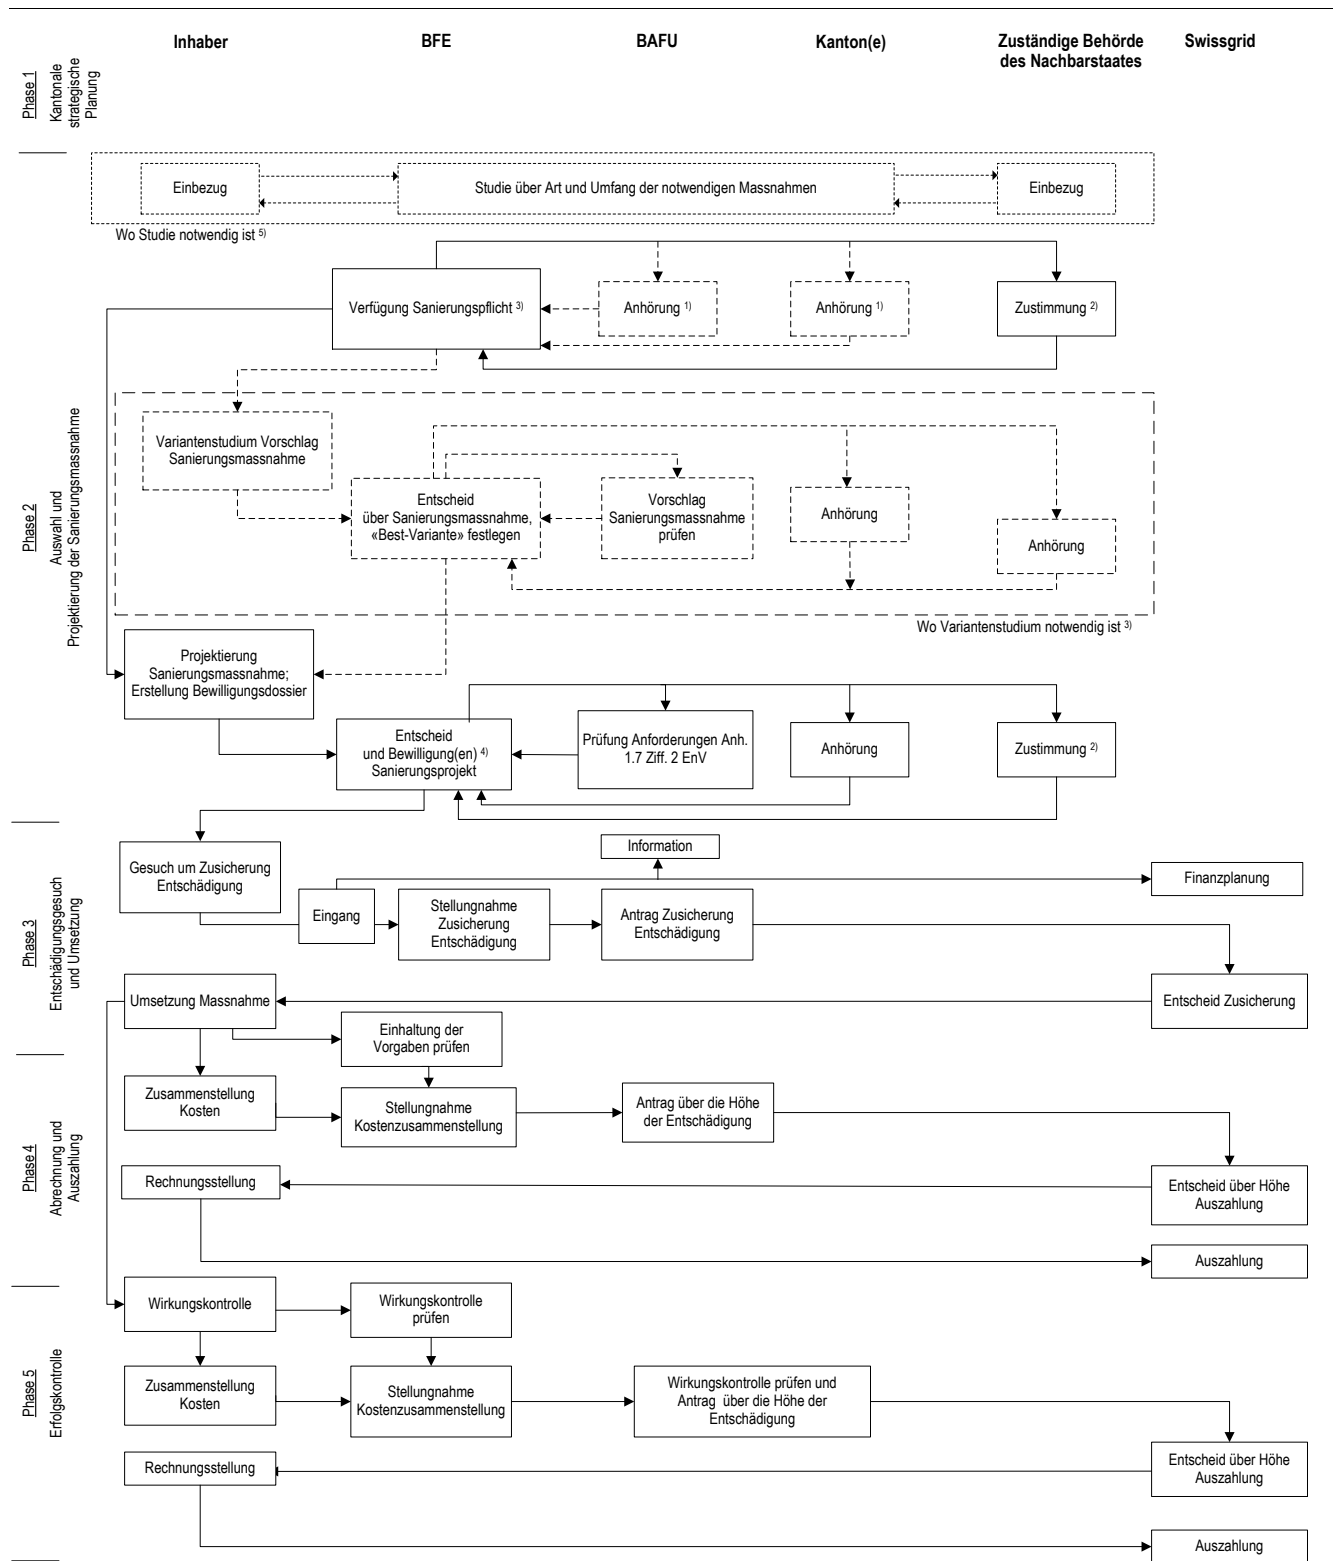 Inhaber
BFE
BAFU
Kanton(e)
Zuständige Behörde
des Nachbarstaates
Swissgrid
Phase 1
Kantonale
strategische
Planung
Einbezug
Studie über Art und Umfang der notwendigen Massnahmen
Einbezug
Wo Studie notwendig ist 5)
Verfügung Sanierungspflicht 3)
Anhörung 1)
Anhörung 1)
Zustimmung 2)
Phase 2
Auswahl und
Projektierung der Sanierungsmassnahme
Variantenstudium Vorschlag
Sanierungsmassnahme
Entscheid
über Sanierungsmassnahme,
«Best-Variante» festlegen
Vorschlag
Sanierungsmassnahme
prüfen
Anhörung
Anhörung
Wo Variantenstudium notwendig ist 3)
Projektierung
Sanierungsmassnahme;
Erstellung Bewilligungsdossier
Entscheid
und Bewilligung(en) 4)
Sanierungsprojekt
Prüfung Anforderungen Anh.
1.7 Ziff. 2 EnV
Anhörung
Zustimmung 2)
Phase 3
Entschädigungsgesuch
und Umsetzung
Gesuch um Zusicherung
Entschädigung
Information
Finanzplanung
Eingang
Stellungnahme
Zusicherung
Entschädigung
Antrag Zusicherung
Entschädigung
Umsetzung Massnahme
Entscheid Zusicherung
Einhaltung der
Vorgaben prüfen
Phase 4
Abrechnung und
Auszahlung
Zusammenstellung
Kosten
Stellungnahme
Kostenzusammenstellung
Antrag über die Höhe
der Entschädigung
Rechnungsstellung
Entscheid über Höhe
Auszahlung
Auszahlung
Phase 5
Erfolgskontrolle
Wirkungskontrolle
Wirkungskontrolle
prüfen
Zusammenstellung
Kosten
Stellungnahme
Kostenzusammenstellung
Wirkungskontrolle prüfen und
Antrag über die Höhe der
Entschädigung
Rechnungsstellung
Entscheid über Höhe
Auszahlung
Auszahlung